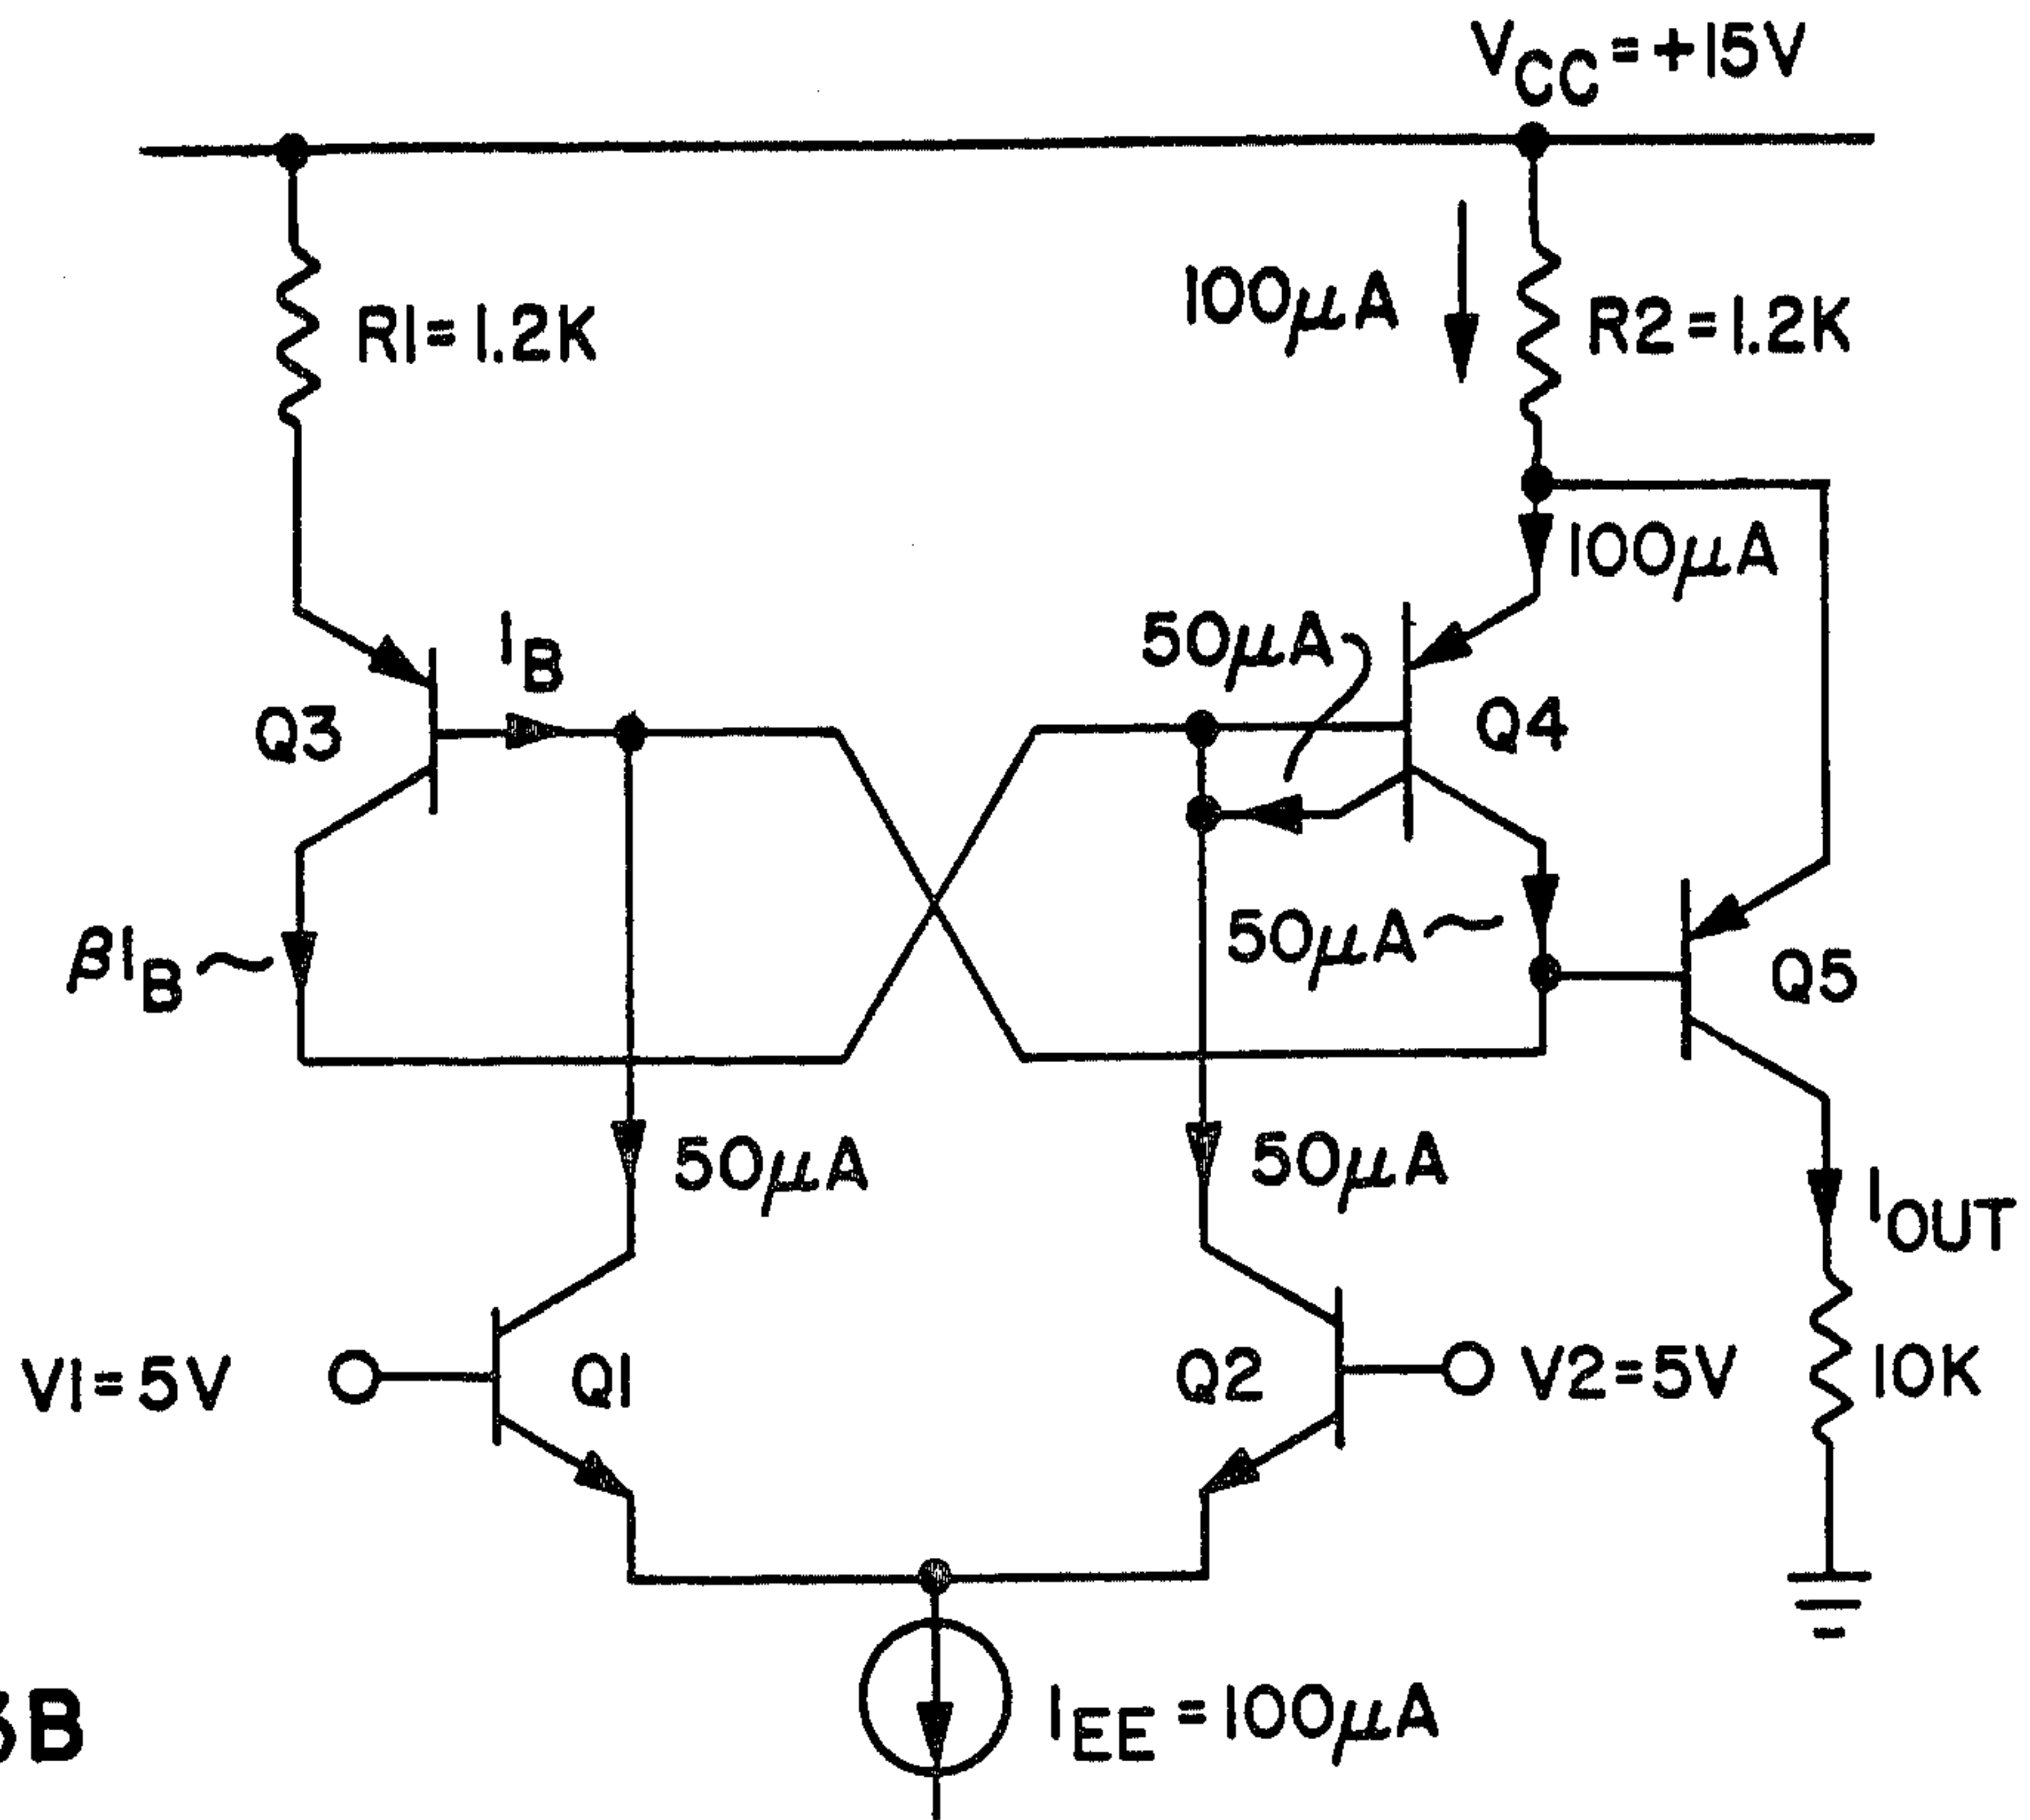 VCC=+15V
100µA
R1=1.2K
R2=1.2K
100µA
IB
50µA
Q3
Q4
βIB
50µA
Q5
50µA
50µA
IOUT
V1=5V
Q1
Q2
V2=5V
10K
IEE=100µA
B